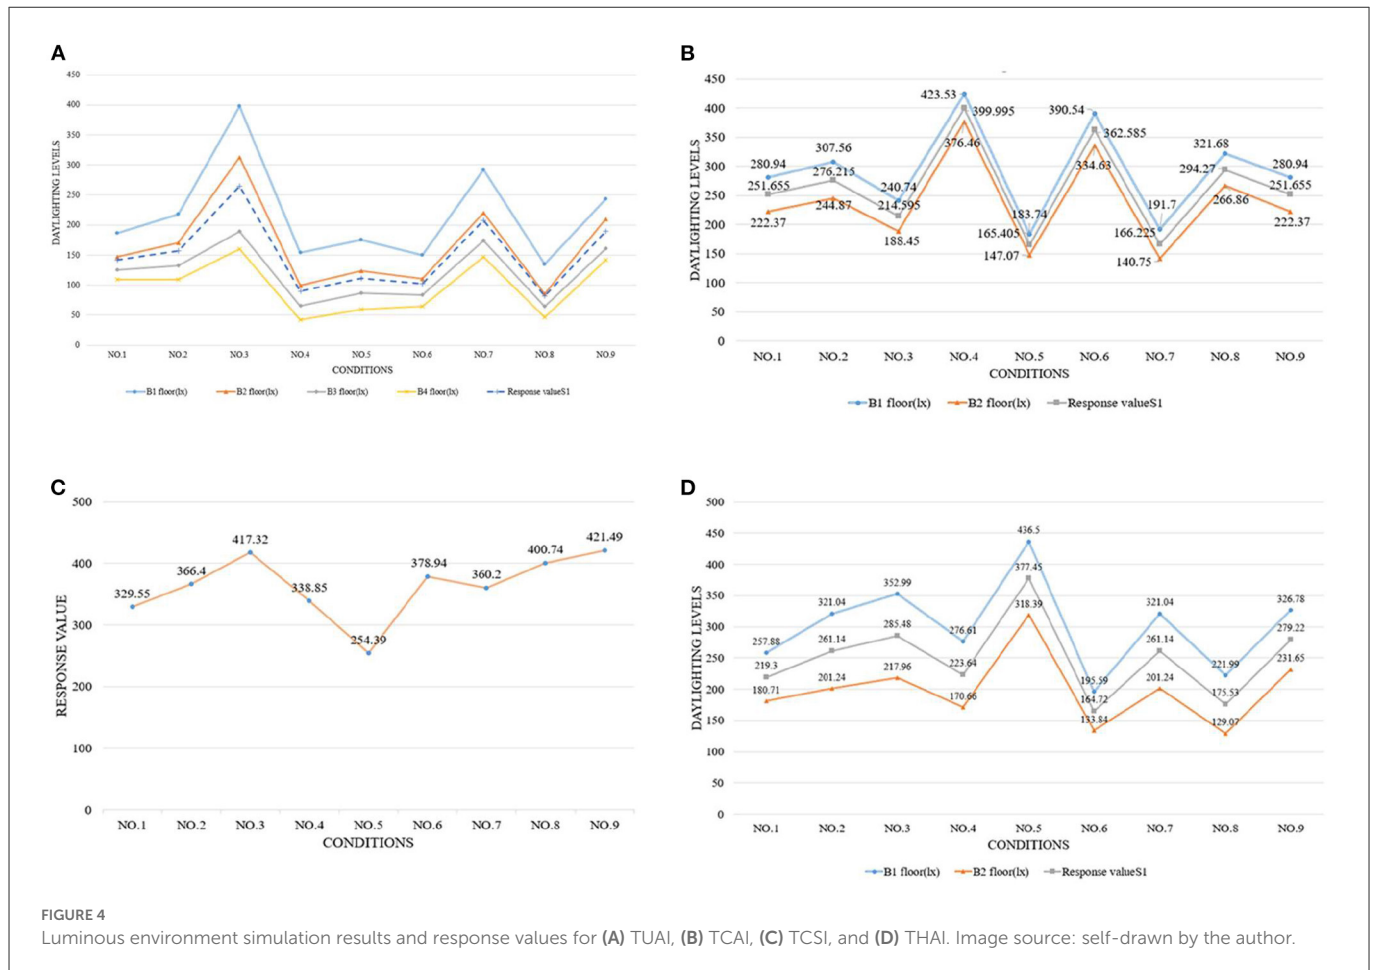 A
DAYLIGHTING LEVELS
450
400
350
300
250
200
150
100
50
0
NO.1 NO.2 NO.3 NO.4 NO.5 NO.6 NO.7 NO.8 NO.9
CONDITIONS
B1 floor(lx) B2 floor(lx) B3 floor(lx) B4 floor(lx) Response valueS1
B
DAYLIGHTING LEVELS
450
400
350
300
250
200
150
100
50
0
280.94 307.56 240.74 423.53 183.74 390.54 191.7 321.68 280.94
251.655 276.215 214.595 399.995 165.405 362.585 166.225 294.27 251.655
222.37 244.87 188.45 376.46 147.07 334.63 140.75 266.86 222.37
NO.1 NO.2 NO.3 NO.4 NO.5 NO.6 NO.7 NO.8 NO.9
CONDITIONS
B1 floor(lx) B2 floor(lx) Response valueS1
C
RESPONSE VALUE
500
400
300
200
100
0
329.55 366.4 417.32 338.85 254.39 378.94 360.2 400.74 421.49
NO.1 NO.2 NO.3 NO.4 NO.5 NO.6 NO.7 NO.8 NO.9
CONDITIONS
D
DAYLIGHTING LEVELS
500
450
400
350
300
250
200
150
100
50
0
257.88 321.04 352.99 276.61 436.5 195.59 321.04 221.99 326.78
219.3 261.14 285.48 223.64 377.45 164.72 261.14 175.53 279.22
180.71 201.24 217.96 170.66 318.39 133.84 201.24 129.07 231.65
NO.1 NO.2 NO.3 NO.4 NO.5 NO.6 NO.7 NO.8 NO.9
CONDITIONS
B1 floor(lx) B2 floor(lx) Response valueS1
FIGURE 4
Luminous environment simulation results and response values for (A) TUAI, (B) TCAI, (C) TCSI, and (D) THAI. Image source: self-drawn by the author.